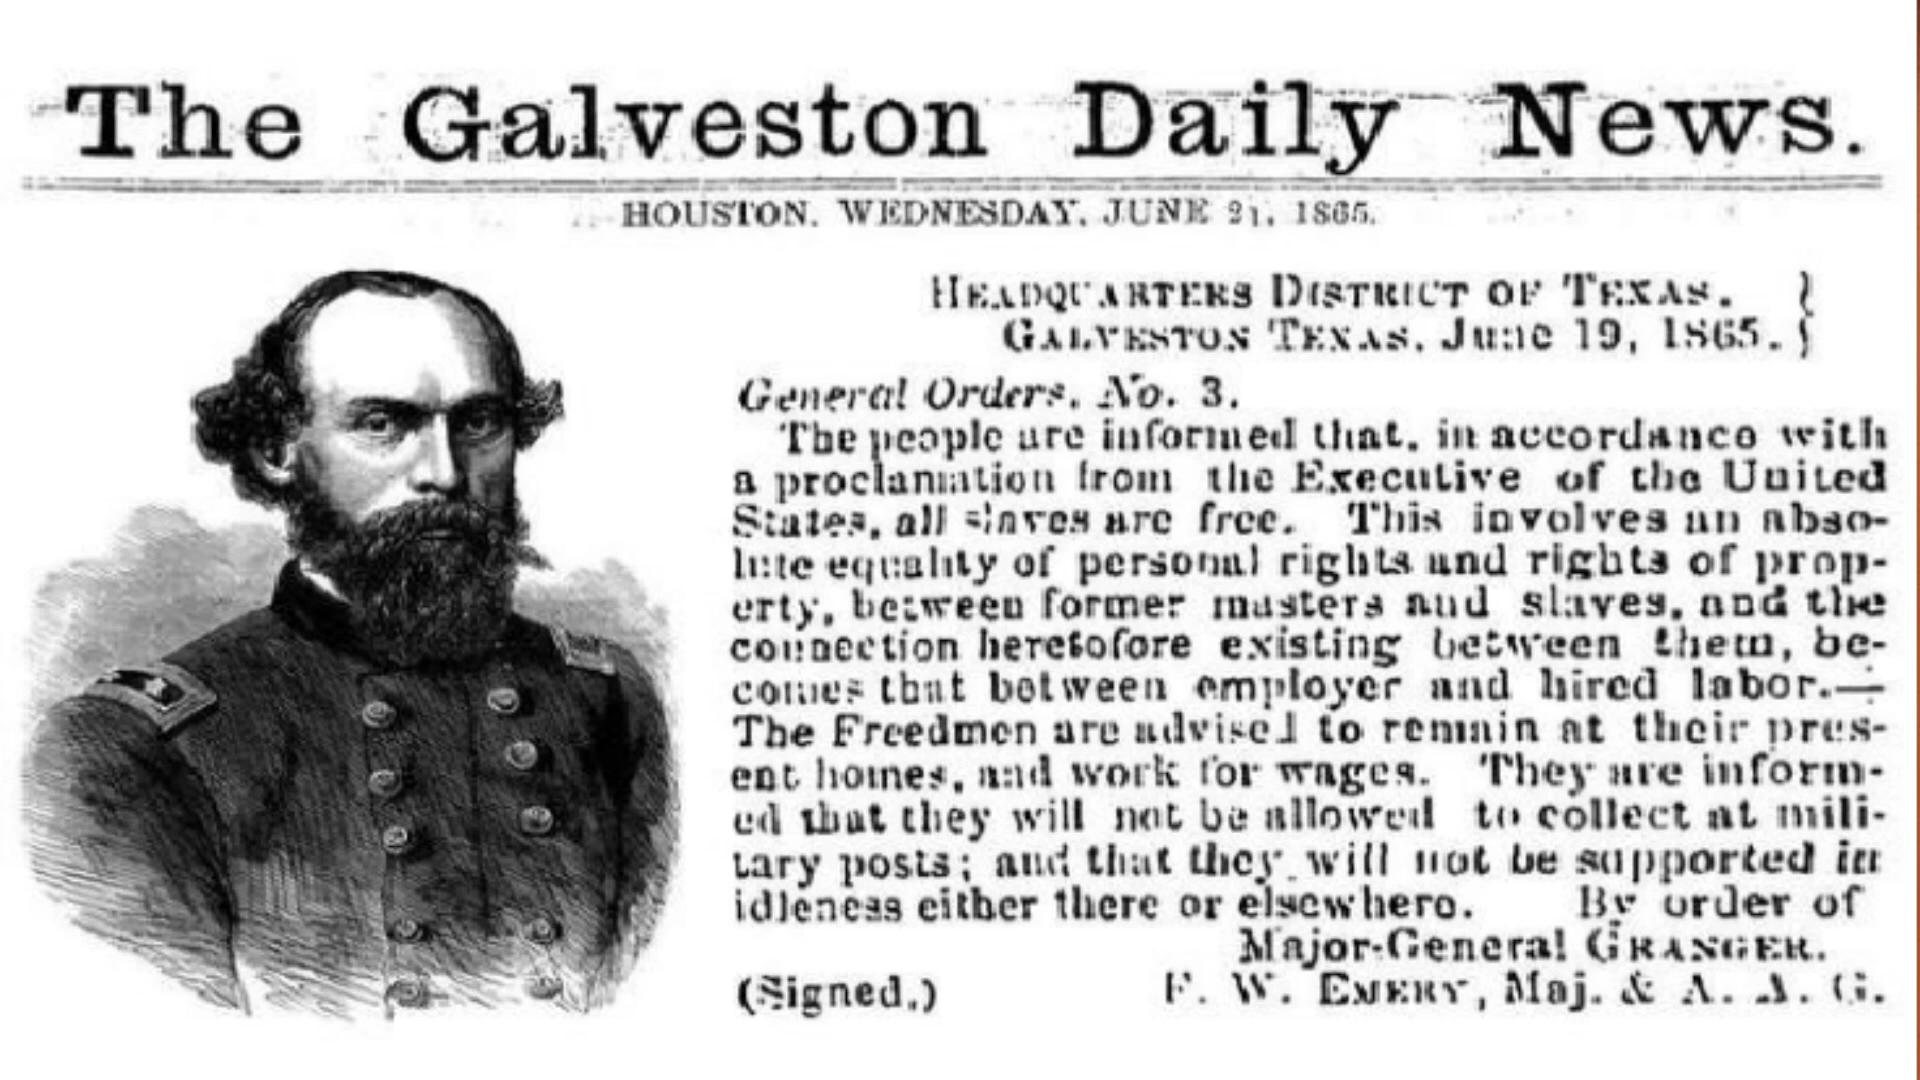 The Galveston Daily News.
HOUSTON, WEDNESDAY, JUNE 21, 1865.
HEADQUARTERS DISTRICT OF TEXAS. }
GALVESTON TEXAS, June 19, 1865. }
General Orders, No. 3.
The people are informed that, in accordance with
a proclamation from the Executive of the United
States, all slaves are free. This involves an abso-
lute equality of personal rights and rights of prop-
erty, between former masters and slaves, and the
connection heretofore existing between them, be-
comes that between employer and hired labor.—
The Freedmen are advised to remain at their pres-
ent homes, and work for wages. They are inform-
ed that they will not be allowed to collect at mili-
tary posts; and that they will not be supported in
idleness either there or elsewhere. By order of
Major-General GRANGER.
(Signed.) F. W. EMERY, Maj. & A. A. G.